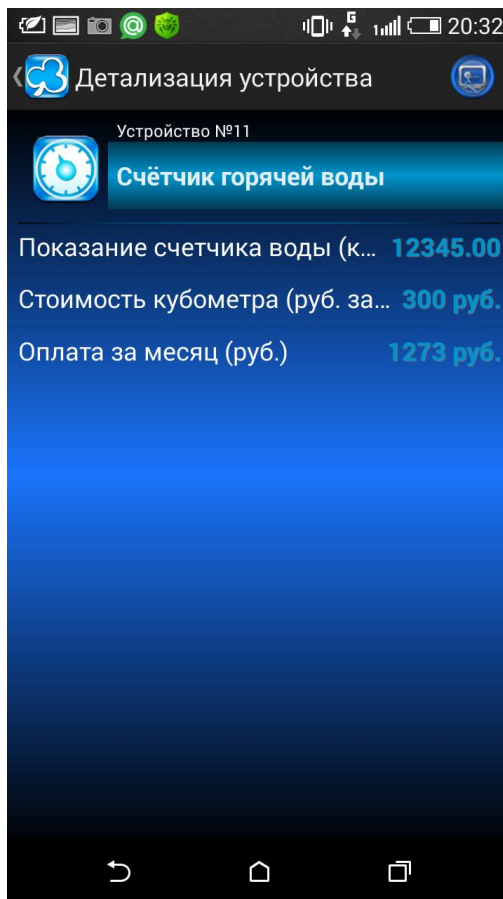 G
20:32
Детализация устройства
Устройство №11
Счётчик горячей воды
Показание счетчика воды (к... 12345.00
Стоимость кубометра (руб. за... 300 руб.
Оплата за месяц (руб.) 1273 руб.